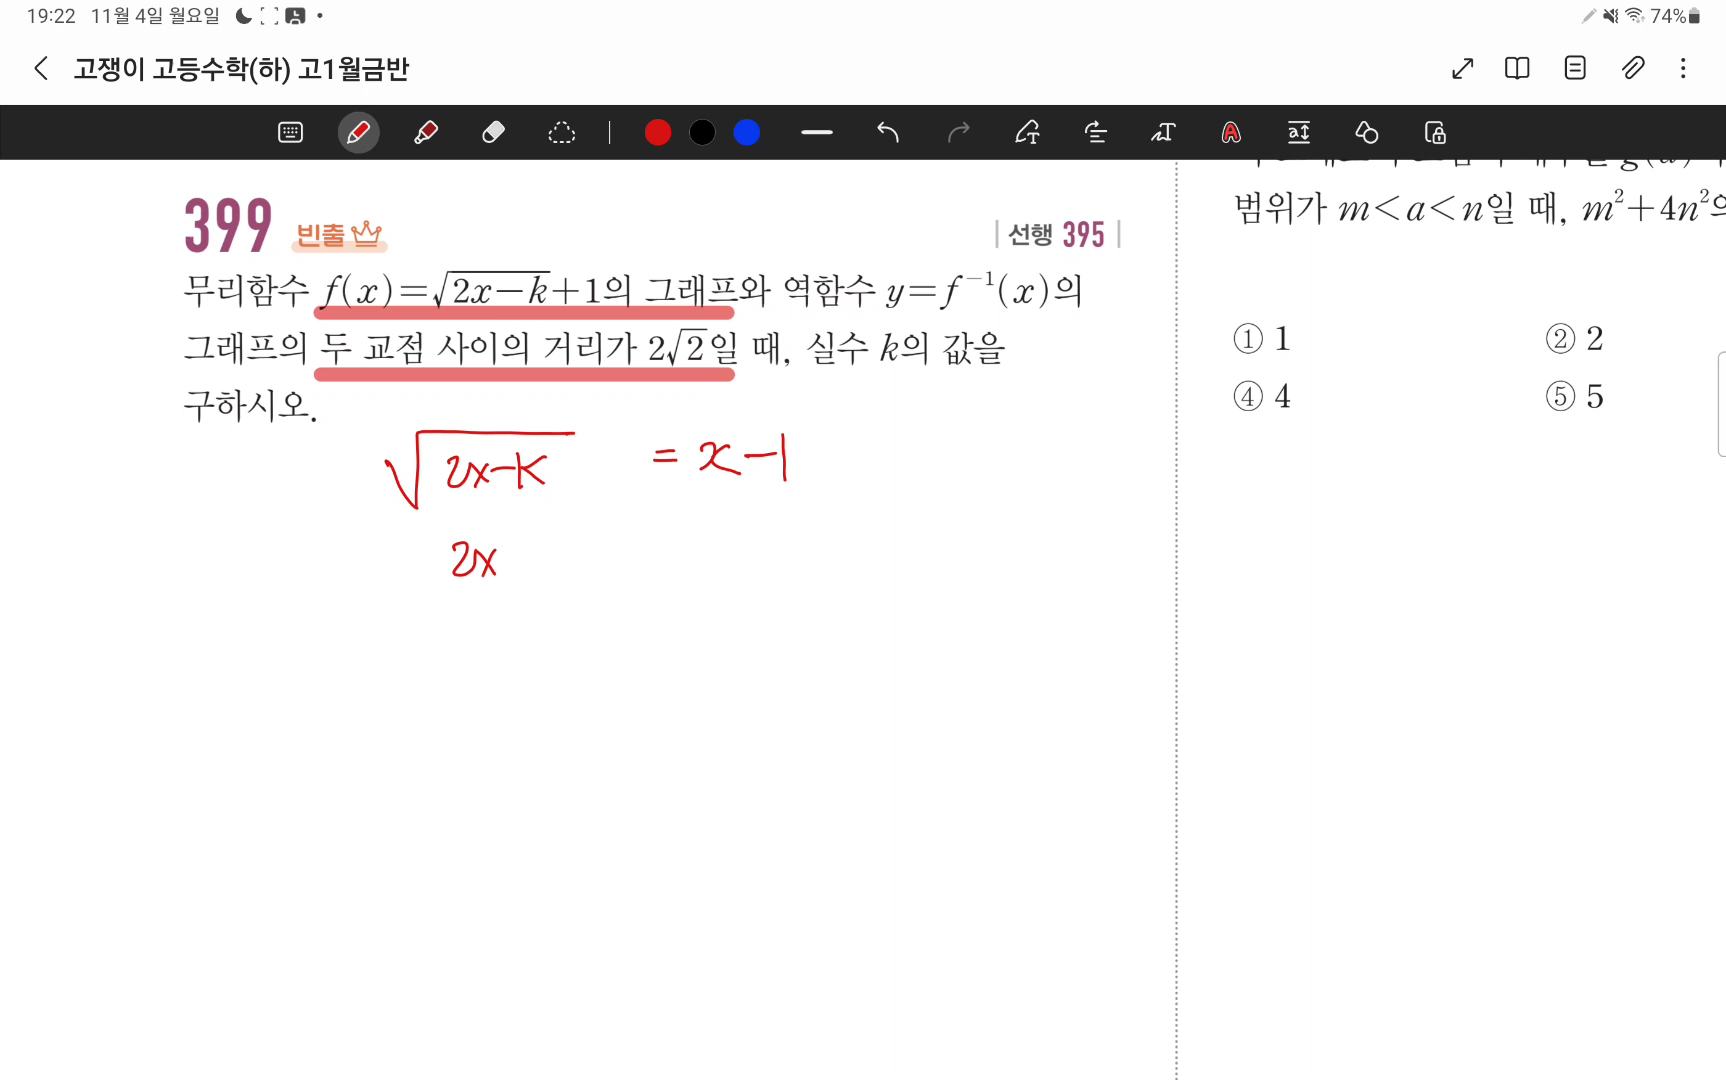 19:22 11월 4일 월요일
74%
고쟁이 고등수학(하) 고1월금반
399 빈출
선행 395
무리함수 f(x)=√(2x-k)+1의 그래프와 역함수 y=f⁻¹(x)의
그래프의 두 교점 사이의 거리가 2√2일 때, 실수 k의 값을
구하시오.
√(2x-k) = x-1
2x
범위가 m<a<n일 때, m²+4n²의
① 1 ② 2
④ 4 ⑤ 5